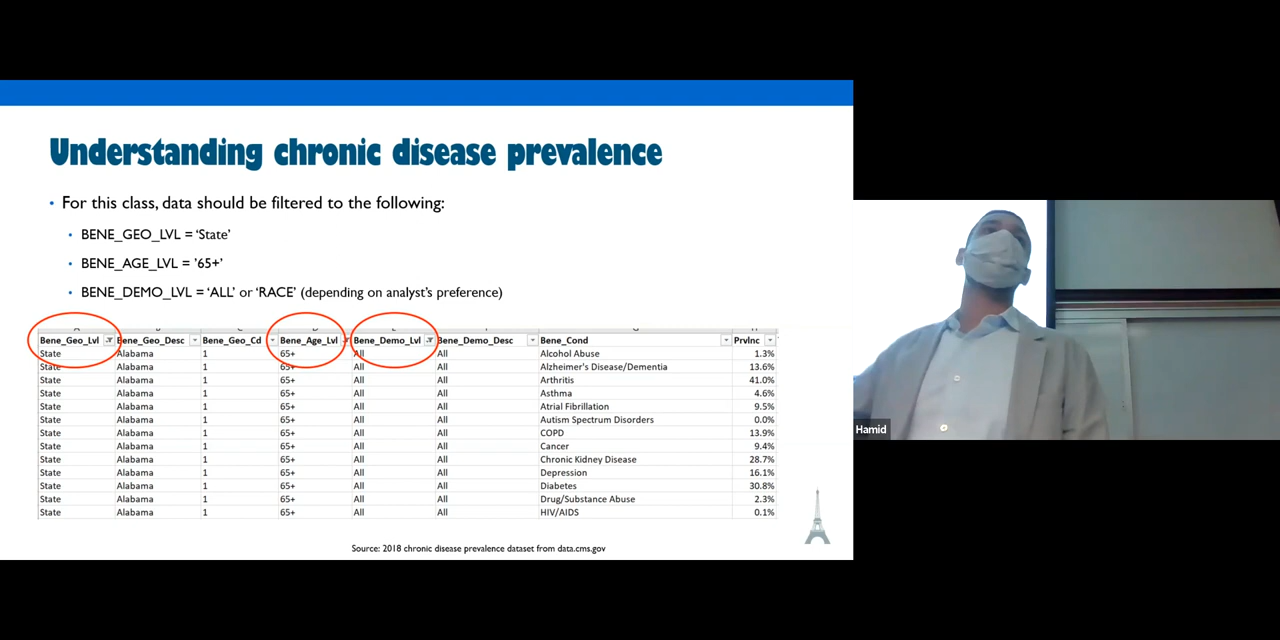 Understanding chronic disease prevalence
• For this class, data should be filtered to the following:
• BENE_GEO_LVL = ‘State’
• BENE_AGE_LVL = ’65+’
• BENE_DEMO_LVL = ‘ALL’ or ‘RACE’ (depending on analyst’s preference)
Bene_Geo_Lvl Bene_Geo_Desc Bene_Geo_Cd Bene_Age_Lvl Bene_Demo_Lvl Bene_Demo_Desc Bene_Cond Prvlnc
State Alabama 1 65+ All All Alcohol Abuse 1.3%
State Alabama 1 65+ All All Alzheimer's Disease/Dementia 13.6%
State Alabama 1 65+ All All Arthritis 41.0%
State Alabama 1 65+ All All Asthma 4.6%
State Alabama 1 65+ All All Atrial Fibrillation 9.5%
State Alabama 1 65+ All All Autism Spectrum Disorders 0.0%
State Alabama 1 65+ All All COPD 13.9%
State Alabama 1 65+ All All Cancer 9.4%
State Alabama 1 65+ All All Chronic Kidney Disease 28.7%
State Alabama 1 65+ All All Depression 16.1%
State Alabama 1 65+ All All Diabetes 30.8%
State Alabama 1 65+ All All Drug/Substance Abuse 2.3%
State Alabama 1 65+ All All HIV/AIDS 0.1%
Source: 2018 chronic disease prevalence dataset from data.cms.gov
Hamid